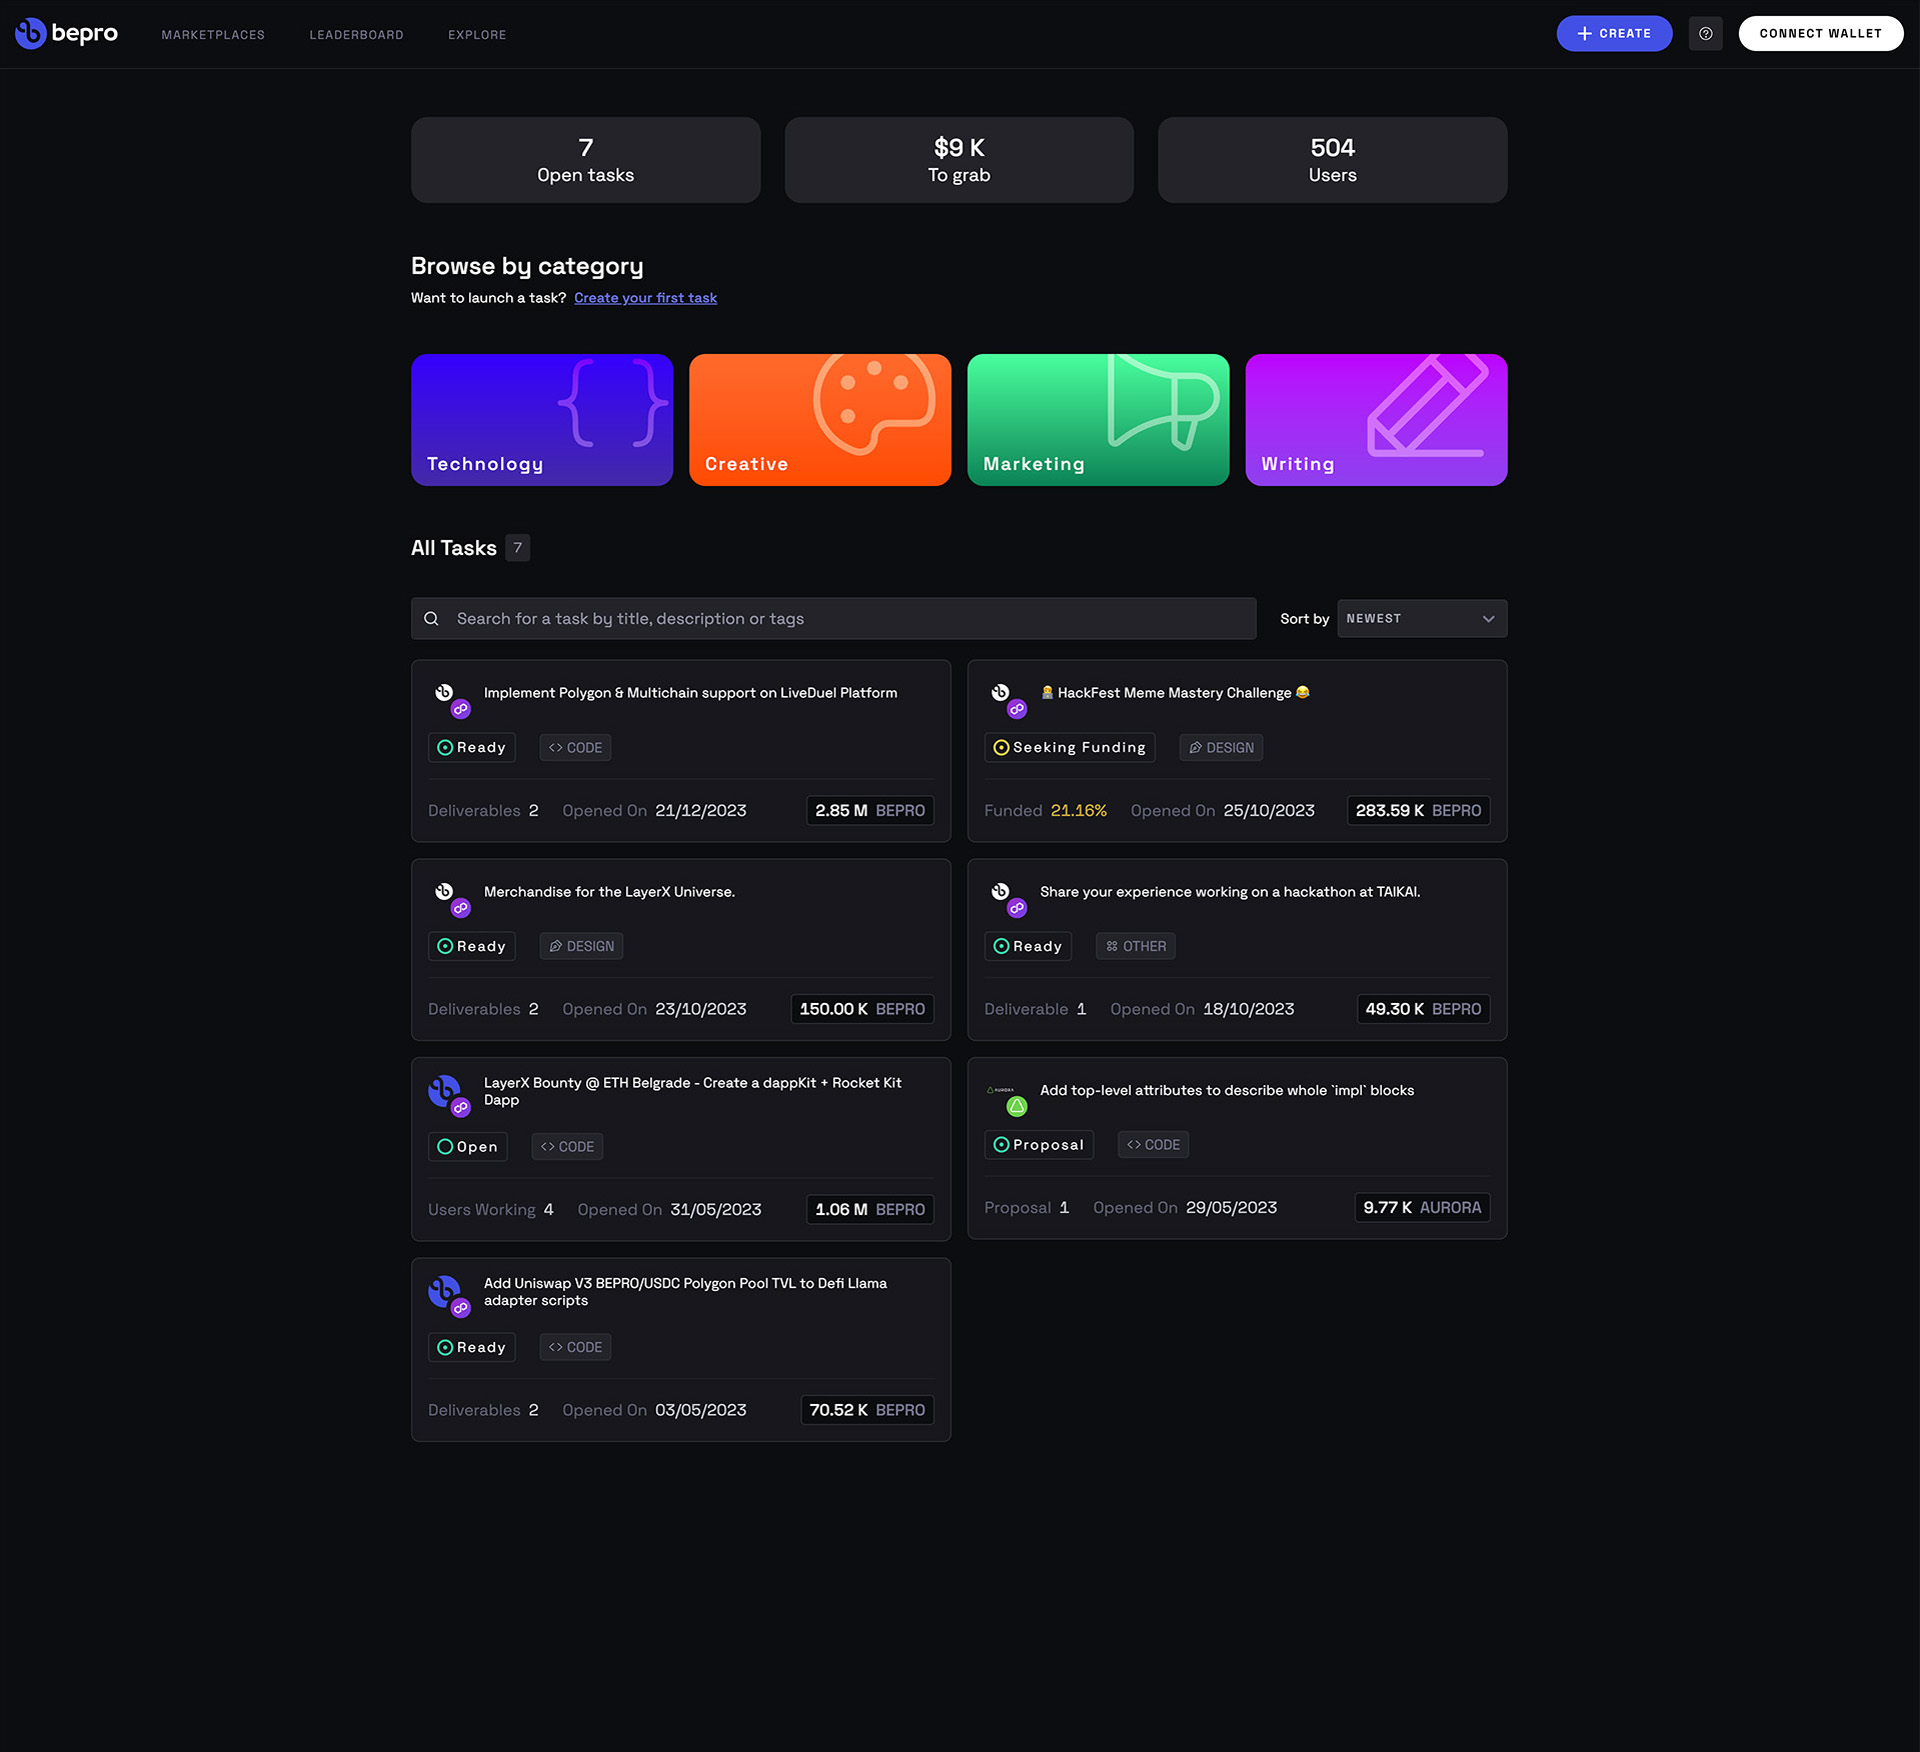 bepro
MARKETPLACES
LEADERBOARD
EXPLORE
CREATE
CONNECT WALLET
7
Open tasks
$9 K
To grab
504
Users
Browse by category
Want to launch a task? Create your first task
Technology
Creative
Marketing
Writing
All Tasks 7
Search for a task by title, description or tags
Sort by NEWEST
Implement Polygon & Multichain support on LiveDuel Platform
Ready <> CODE
Deliverables 2 Opened On 21/12/2023 2.85 M BEPRO
🧑‍💻 HackFest Meme Mastery Challenge 😂
Seeking Funding DESIGN
Funded 21.16% Opened On 25/10/2023 283.59 K BEPRO
Merchandise for the LayerX Universe.
Ready DESIGN
Deliverables 2 Opened On 23/10/2023 150.00 K BEPRO
Share your experience working on a hackathon at TAIKAI.
Ready OTHER
Deliverable 1 Opened On 18/10/2023 49.30 K BEPRO
LayerX Bounty @ ETH Belgrade - Create a dappKit + Rocket Kit
Dapp
Open <> CODE
Users Working 4 Opened On 31/05/2023 1.06 M BEPRO
AURORA
Add top-level attributes to describe whole `impl` blocks
Proposal <> CODE
Proposal 1 Opened On 29/05/2023 9.77 K AURORA
Add Uniswap V3 BEPRO/USDC Polygon Pool TVL to Defi Llama
adapter scripts
Ready <> CODE
Deliverables 2 Opened On 03/05/2023 70.52 K BEPRO